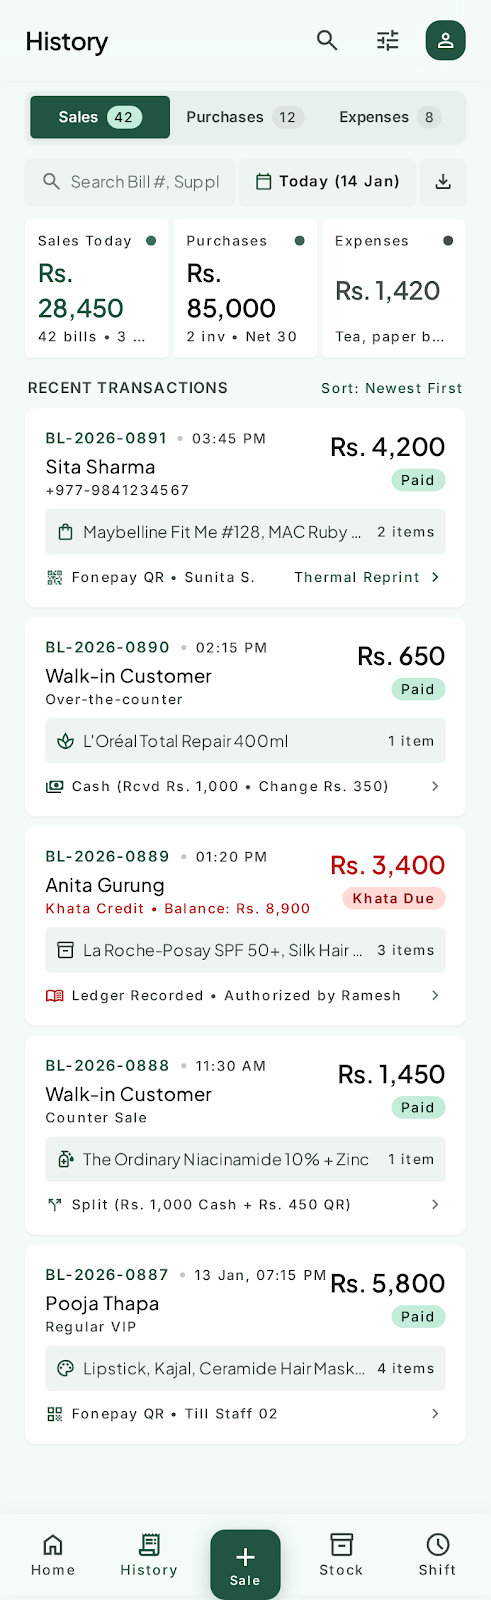 History
Sales 42 Purchases 12 Expenses 8
Search Bill #, Suppl
Today (14 Jan)
Sales Today
Rs.
28,450
42 bills • 3 ...
Purchases
Rs.
85,000
2 inv • Net 30
Expenses
Rs. 1,420
Tea, paper b...
RECENT TRANSACTIONS Sort: Newest First
BL-2026-0891 • 03:45 PM
Rs. 4,200
Sita Sharma
Paid
+977-9841234567
Maybelline Fit Me #128, MAC Ruby ... 2 items
Fonepay QR • Sunita S. Thermal Reprint
BL-2026-0890 • 02:15 PM
Rs. 650
Walk-in Customer
Paid
Over-the-counter
L'Oréal Total Repair 400ml 1 item
Cash (Rcvd Rs. 1,000 • Change Rs. 350)
BL-2026-0889 • 01:20 PM
Rs. 3,400
Anita Gurung
Khata Due
Khata Credit • Balance: Rs. 8,900
La Roche-Posay SPF 50+, Silk Hair ... 3 items
Ledger Recorded • Authorized by Ramesh
BL-2026-0888 • 11:30 AM
Rs. 1,450
Walk-in Customer
Paid
Counter Sale
The Ordinary Niacinamide 10% + Zinc 1 item
Split (Rs. 1,000 Cash + Rs. 450 QR)
BL-2026-0887 • 13 Jan, 07:15 PM
Rs. 5,800
Pooja Thapa
Paid
Regular VIP
Lipstick, Kajal, Ceramide Hair Mask... 4 items
Fonepay QR • Till Staff 02
Home History Sale Stock Shift